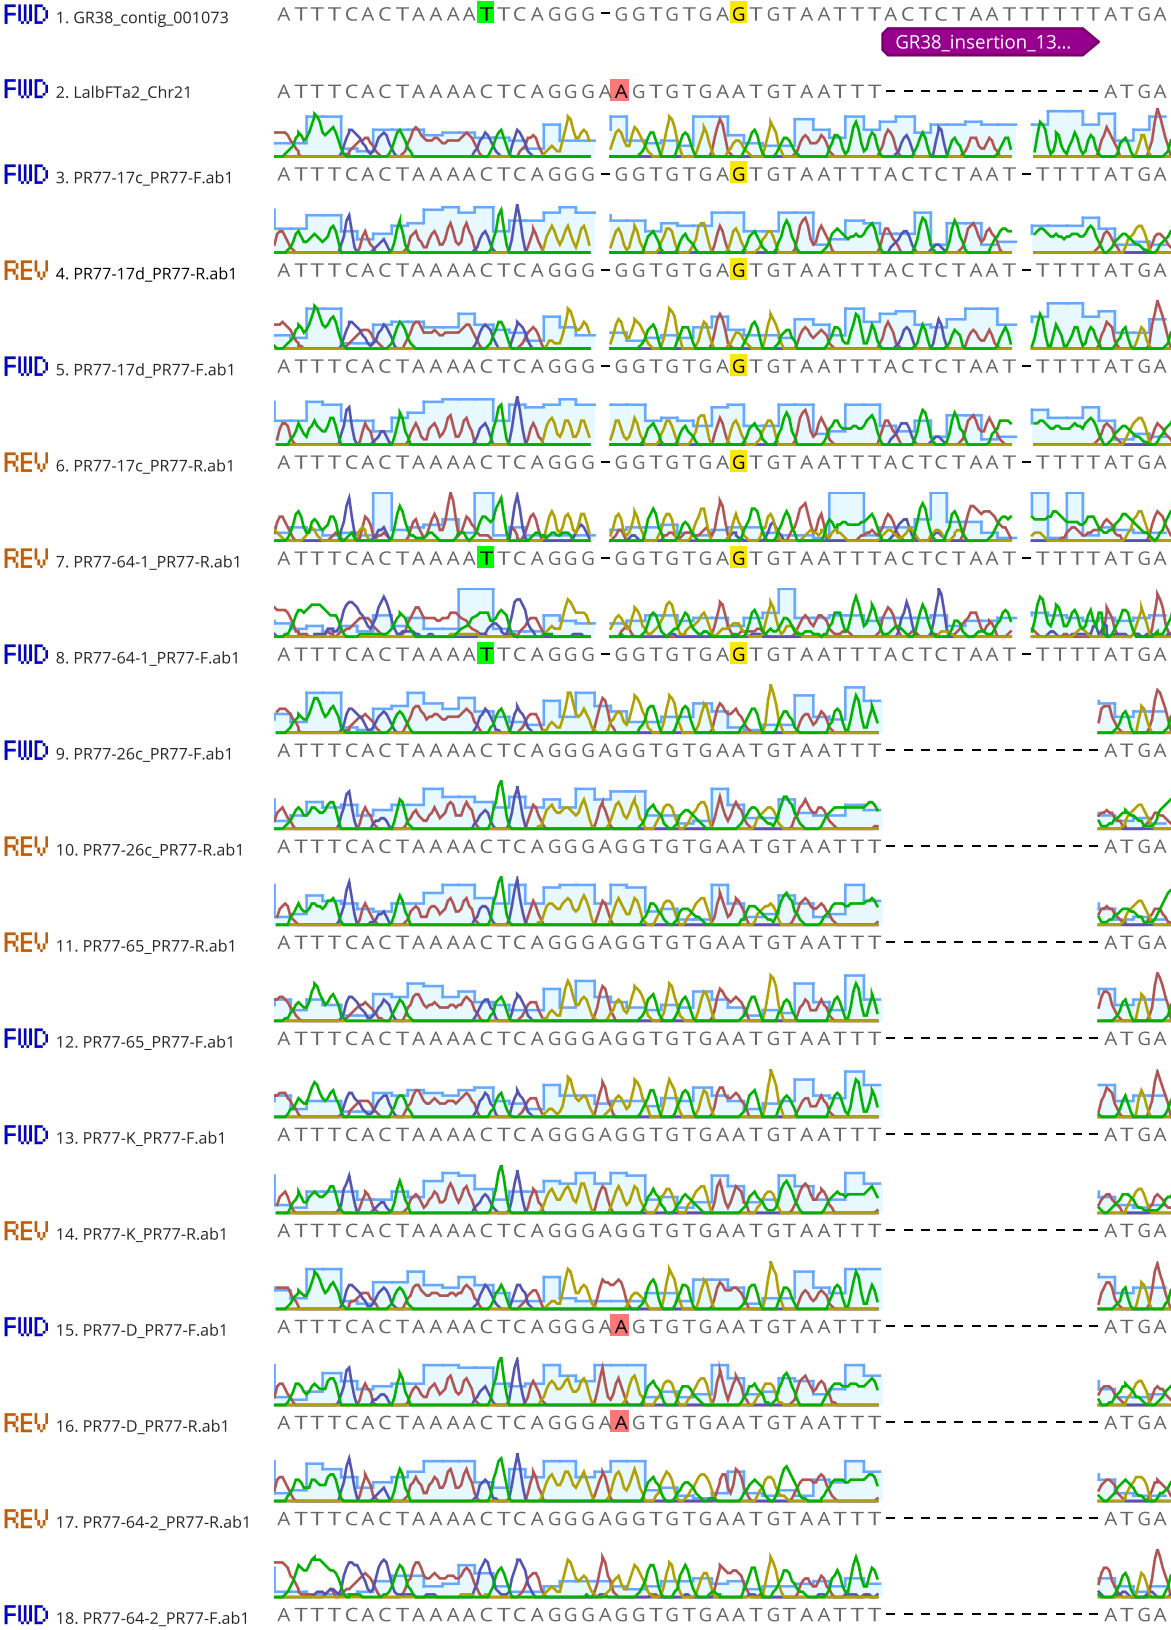 FWD 1. GR38_contig_001073 ATTTCACTAAAATTCAGGG-GGTGTGAGTGTAATTTACTCTAATTTTTTATGA
GR38_insertion_13...
FWD 2. LalbFTa2_Chr21 ATTTCACTAAAACTCAGGGAAGTGTGAATGTAATTT-------------ATGA
FWD 3. PR77-17c_PR77-F.ab1 ATTTCACTAAAACTCAGGG-GGTGTGAGTGTAATTTACTCTAAT-TTTTATGA
REV 4. PR77-17d_PR77-R.ab1 ATTTCACTAAAACTCAGGG-GGTGTGAGTGTAATTTACTCTAAT-TTTTATGA
FWD 5. PR77-17d_PR77-F.ab1 ATTTCACTAAAACTCAGGG-GGTGTGAGTGTAATTTACTCTAAT-TTTTATGA
REV 6. PR77-17c_PR77-R.ab1 ATTTCACTAAAACTCAGGG-GGTGTGAGTGTAATTTACTCTAAT-TTTTATGA
REV 7. PR77-64-1_PR77-R.ab1 ATTTCACTAAAATTCAGGG-GGTGTGAGTGTAATTTACTCTAAT-TTTTATGA
FWD 8. PR77-64-1_PR77-F.ab1 ATTTCACTAAAATTCAGGG-GGTGTGAGTGTAATTTACTCTAAT-TTTTATGA
FWD 9. PR77-26c_PR77-F.ab1 ATTTCACTAAAACTCAGGGAGGTGTGAATGTAATTT-------------ATGA
REV 10. PR77-26c_PR77-R.ab1 ATTTCACTAAAACTCAGGGAGGTGTGAATGTAATTT-------------ATGA
REV 11. PR77-65_PR77-R.ab1 ATTTCACTAAAACTCAGGGAGGTGTGAATGTAATTT-------------ATGA
FWD 12. PR77-65_PR77-F.ab1 ATTTCACTAAAACTCAGGGAGGTGTGAATGTAATTT-------------ATGA
FWD 13. PR77-K_PR77-F.ab1 ATTTCACTAAAACTCAGGGAGGTGTGAATGTAATTT-------------ATGA
REV 14. PR77-K_PR77-R.ab1 ATTTCACTAAAACTCAGGGAGGTGTGAATGTAATTT-------------ATGA
FWD 15. PR77-D_PR77-F.ab1 ATTTCACTAAAACTCAGGGAAGTGTGAATGTAATTT-------------ATGA
REV 16. PR77-D_PR77-R.ab1 ATTTCACTAAAACTCAGGGAAGTGTGAATGTAATTT-------------ATGA
REV 17. PR77-64-2_PR77-R.ab1 ATTTCACTAAAACTCAGGGAGGTGTGAATGTAATTT-------------ATGA
FWD 18. PR77-64-2_PR77-F.ab1 ATTTCACTAAAACTCAGGGAGGTGTGAATGTAATTT-------------ATGA